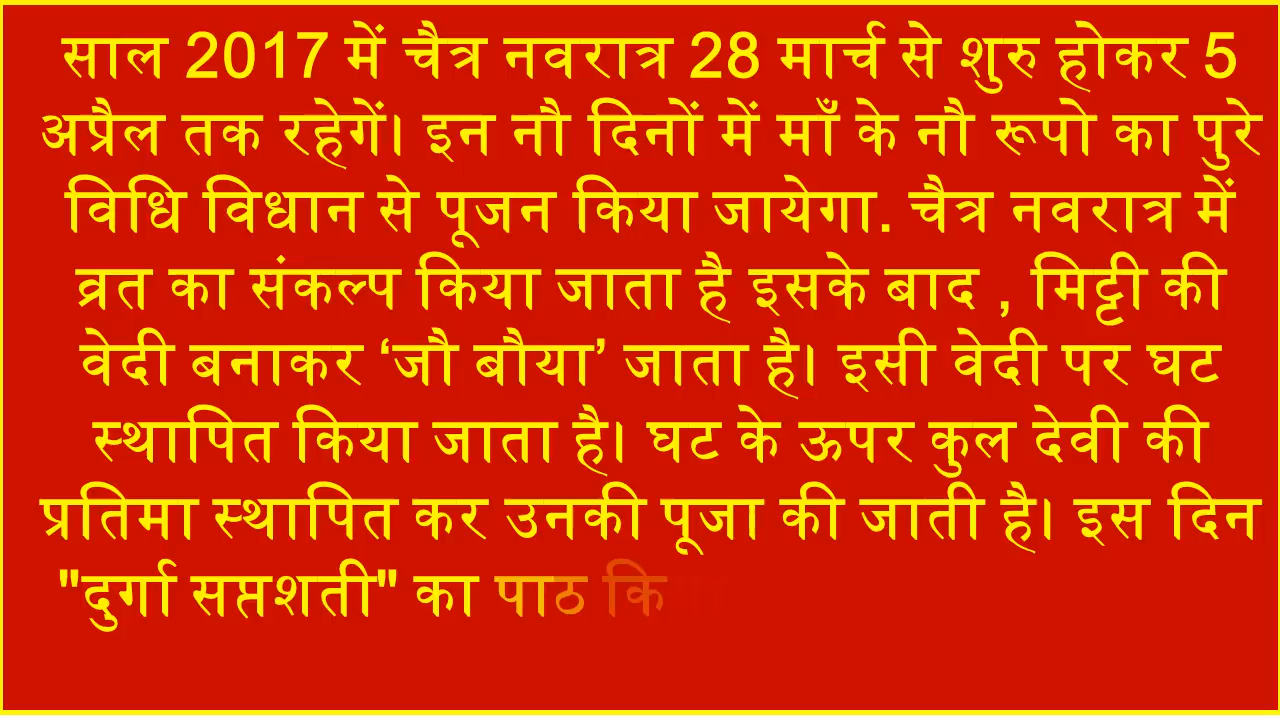 साल 2017 में चैत्र नवरात्र 28 मार्च से शुरु होकर 5
अप्रैल तक रहेगें। इन नौ दिनों में माँ के नौ रूपो का पुरे
विधि विधान से पूजन किया जायेगा. चैत्र नवरात्र में
व्रत का संकल्प किया जाता है इसके बाद , मिट्टी की
वेदी बनाकर ‘जौ बौया’ जाता है। इसी वेदी पर घट
स्थापित किया जाता है। घट के ऊपर कुल देवी की
प्रतिमा स्थापित कर उनकी पूजा की जाती है। इस दिन
"दुर्गा सप्तशती" का पाठ किया